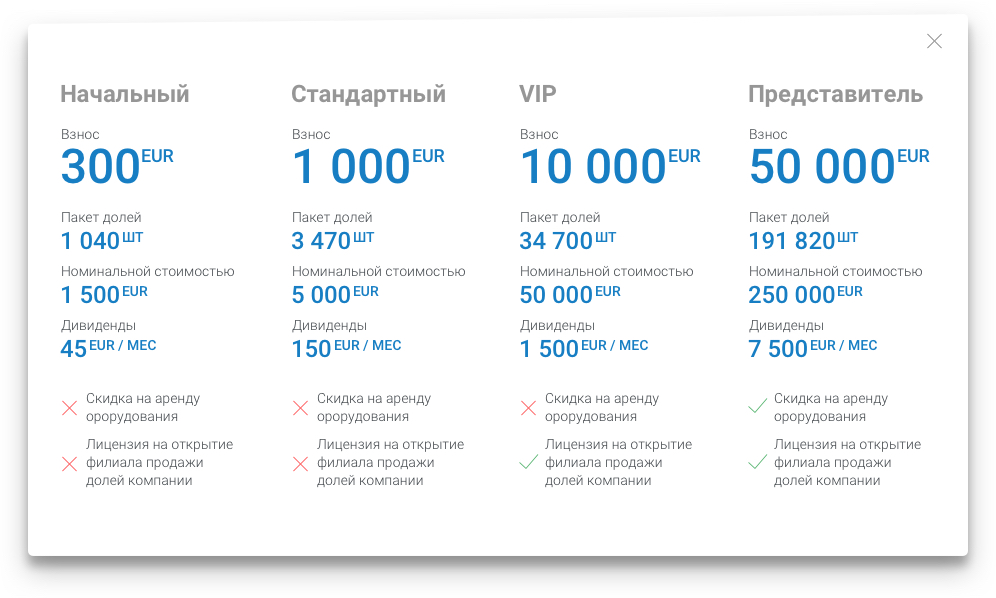 Начальный
Взнос
300 EUR
Пакет долей
1 040 ШТ
Номинальной стоимостью
1 500 EUR
Дивиденды
45 EUR / МЕС
Скидка на аренду
орорудования
Лицензия на открытие
филиала продажи
долей компании
Стандартный
Взнос
1 000 EUR
Пакет долей
3 470 ШТ
Номинальной стоимостью
5 000 EUR
Дивиденды
150 EUR / МЕС
Скидка на аренду
орорудования
Лицензия на открытие
филиала продажи
долей компании
VIP
Взнос
10 000 EUR
Пакет долей
34 700 ШТ
Номинальной стоимостью
50 000 EUR
Дивиденды
1 500 EUR / МЕС
Скидка на аренду
орорудования
Лицензия на открытие
филиала продажи
долей компании
Представитель
Взнос
50 000 EUR
Пакет долей
191 820 ШТ
Номинальной стоимостью
250 000 EUR
Дивиденды
7 500 EUR / МЕС
Скидка на аренду
орорудования
Лицензия на открытие
филиала продажи
долей компании